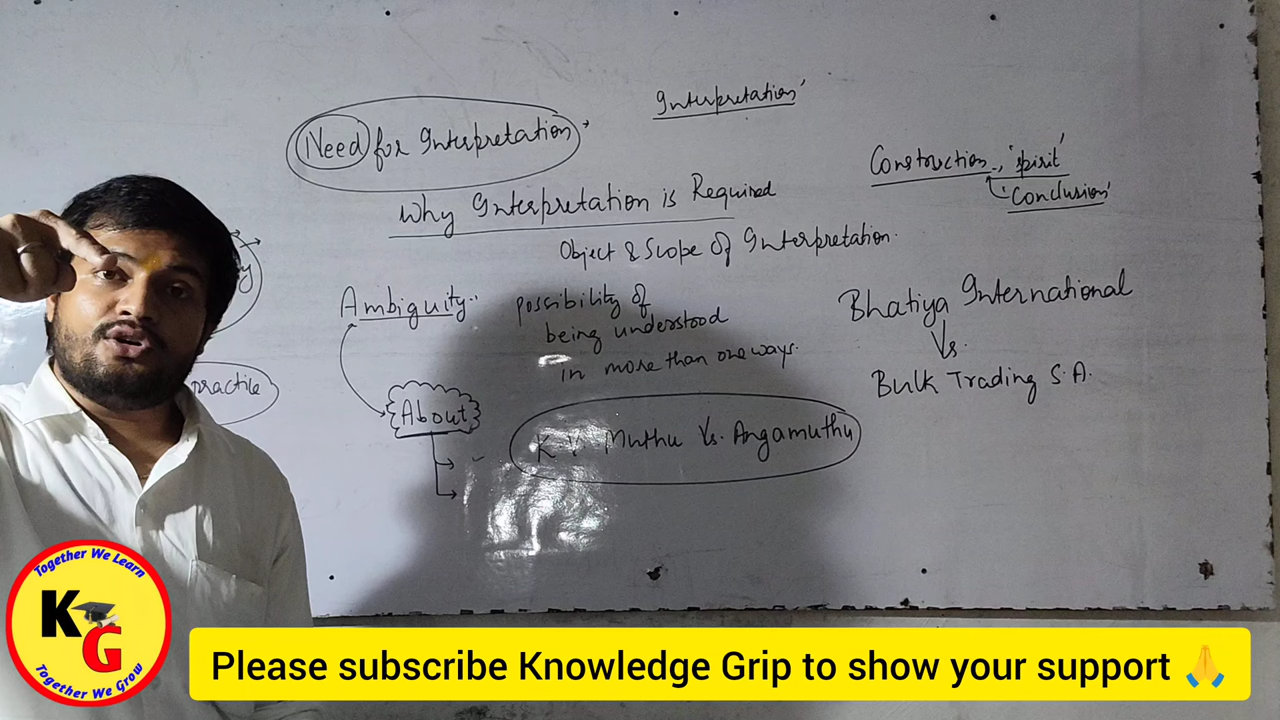 Interpretation'
Need for Interpretation
Construction., 'spirit'
'Conclusion'
Why Interpretation is Required
Object & Scope of Interpretation.
Ambiguity..
possibility of
being understood
in more than one ways.
Bhatiya International
Vs.
Bulk Trading S.A.
practice
About
K V Muthu Vs. Angamuthu
Together We Learn
KG
Together We Grow
Please subscribe Knowledge Grip to show your support 🙏